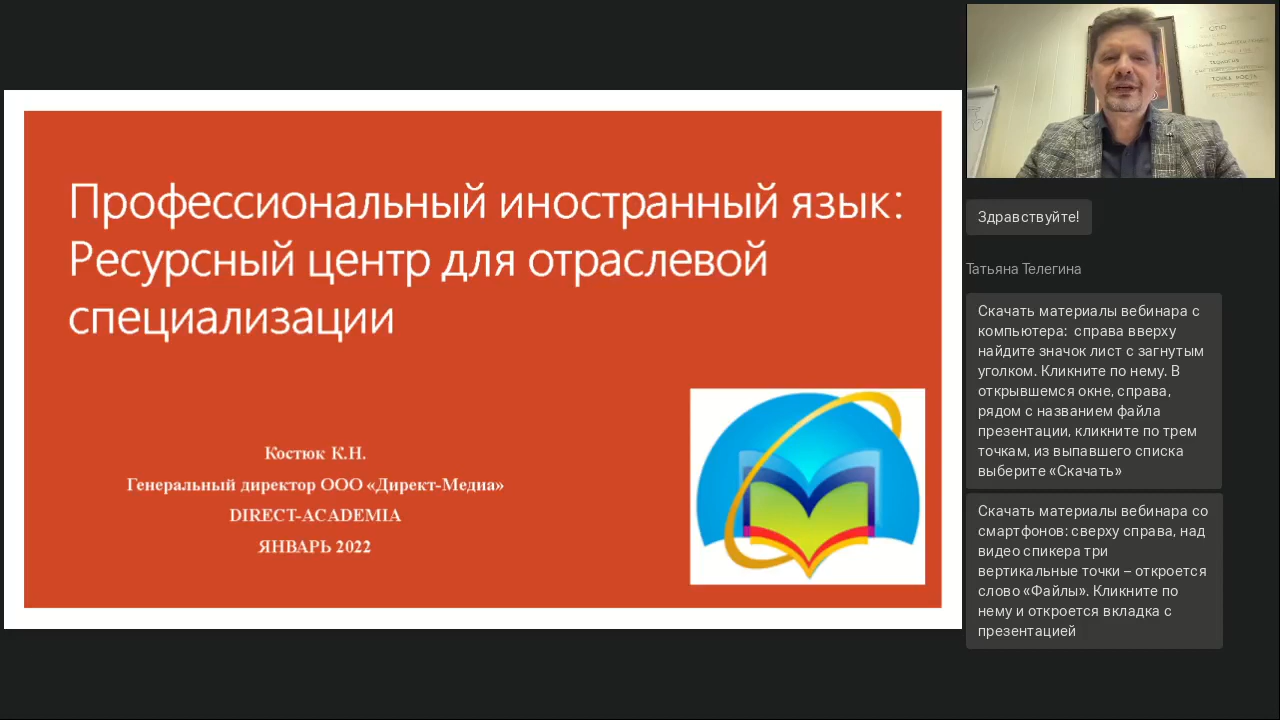 Профессиональный иностранный язык:
Ресурсный центр для отраслевой
специализации
Костюк К.Н.
Генеральный директор ООО «Директ-Медиа»
DIRECT-ACADEMIA
ЯНВАРЬ 2022
Здравствуйте!
Татьяна Телегина
Скачать материалы вебинара с
компьютера: справа вверху
найдите значок лист с загнутым
уголком. Кликните по нему. В
открывшемся окне, справа,
рядом с названием файла
презентации, кликните по трем
точкам, из выпавшего списка
выберите «Скачать»
Скачать материалы вебинара со
смартфонов: сверху справа, над
видео спикера три
вертикальные точки – откроется
слово «Файлы». Кликните по
нему и откроется вкладка с
презентацией